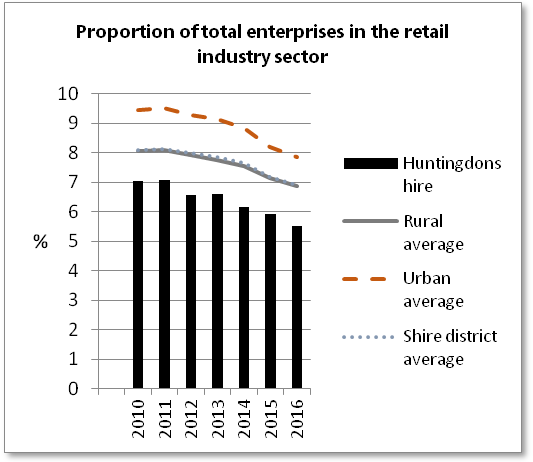 Proportion of total enterprises in the retail
industry sector
10
9
8
7
6
5
4
3
2
1
0
%
2010
2011
2012
2013
2014
2015
2016
Huntingdons
hire
Rural
average
Urban
average
Shire district
average